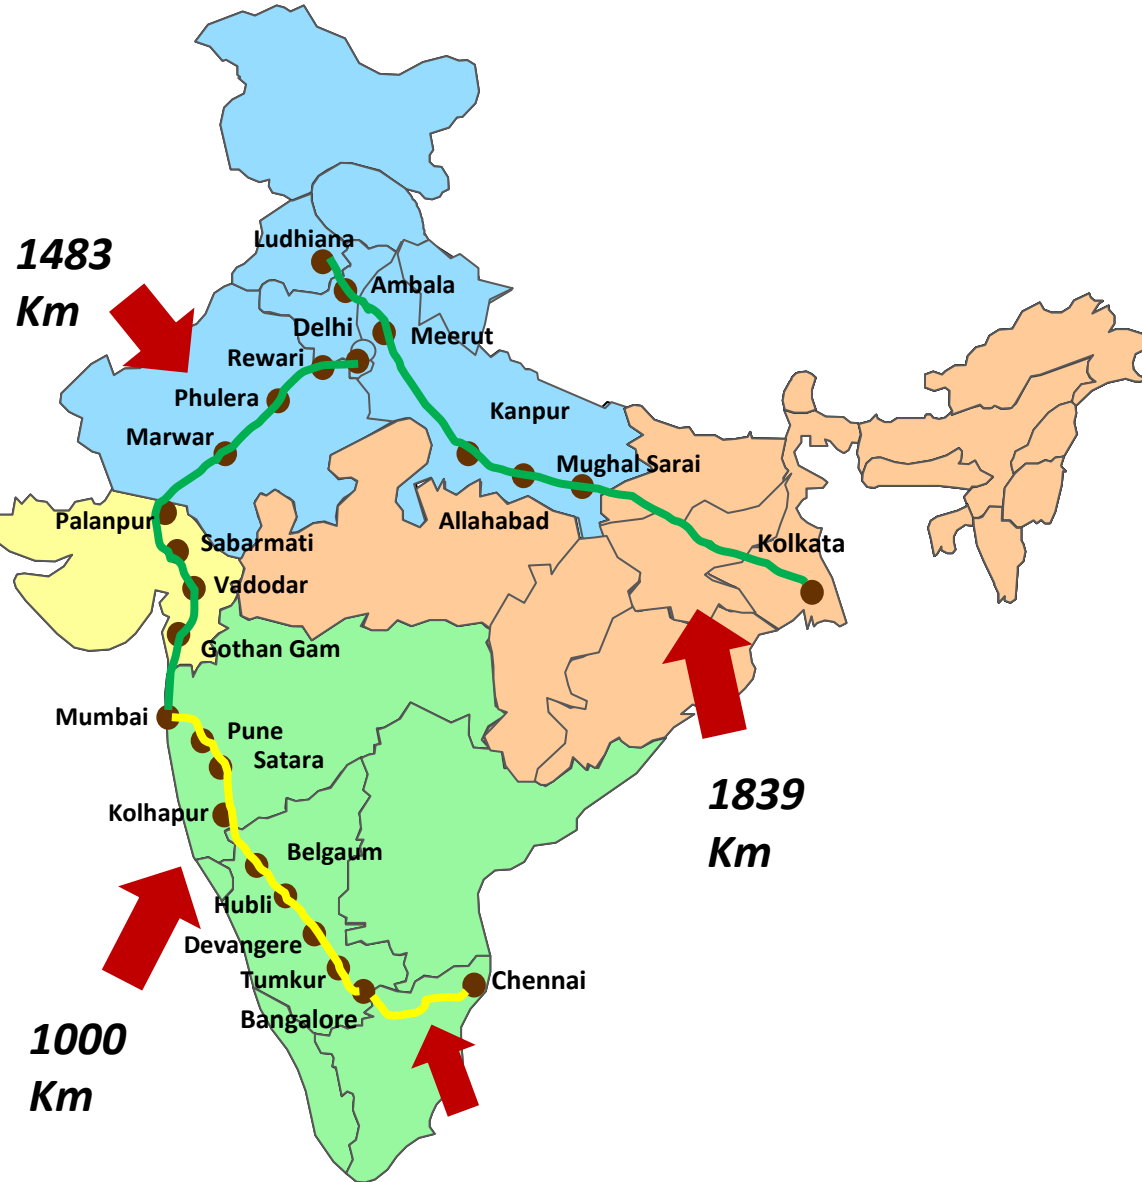 Ludhiana
1483
Km
Ambala
Delhi
Meerut
Rewari
Phulera
Kanpur
Marwar
Mughal Sarai
Palanpur
Allahabad
Sabarmati
Kolkata
Vadodar
Gothan Gam
Mumbai
Pune
Satara
1839
Km
Kolhapur
Belgaum
Hubli
Devangere
Tumkur
Chennai
Bangalore
1000
Km